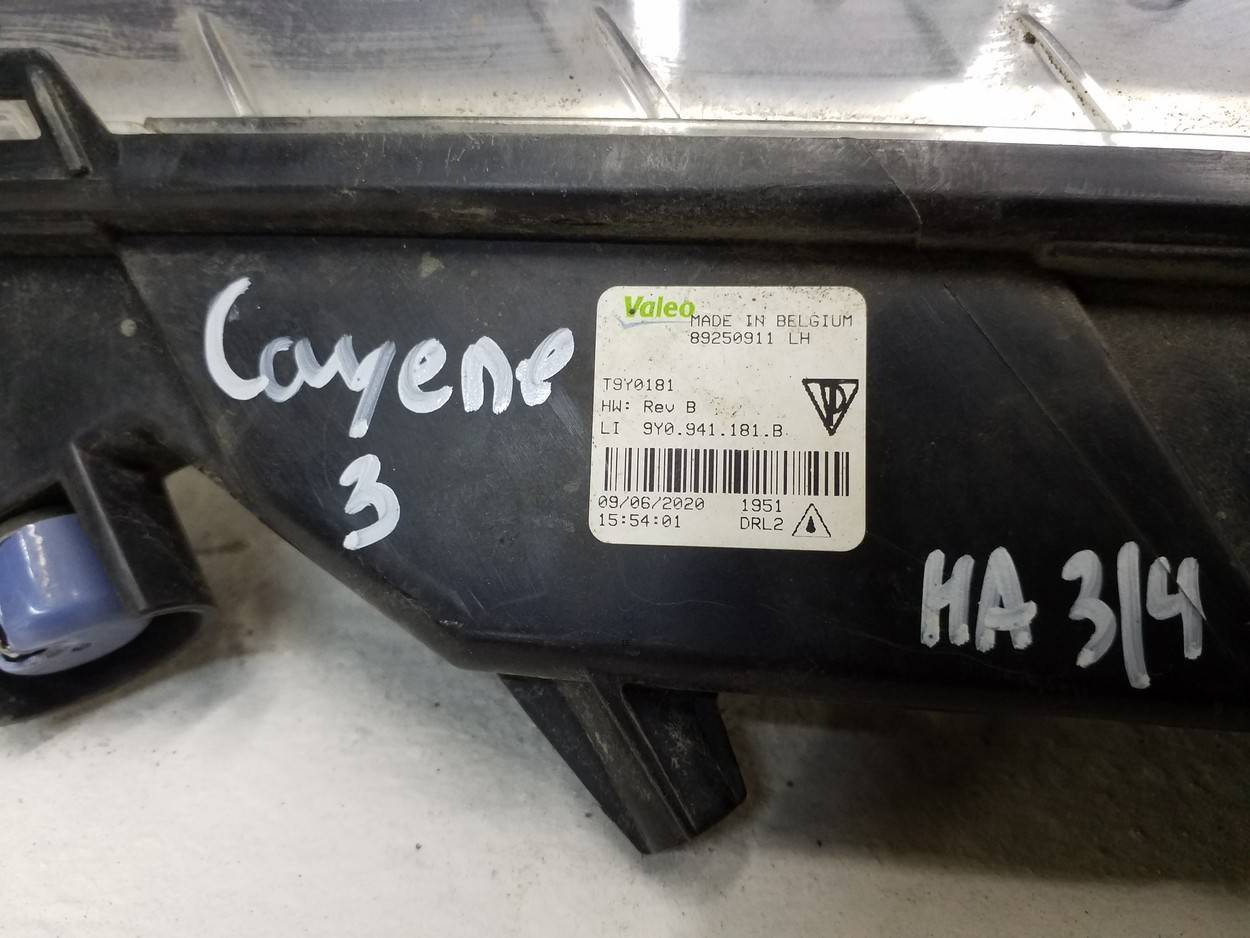 Cayene
3
Valeo
MADE IN BELGIUM
89250911 LH
T9Y0181
HW: Rev B
LI 9Y0.941.181.B
09/06/2020 1951
15:54:01 DRL2
HA 3/4